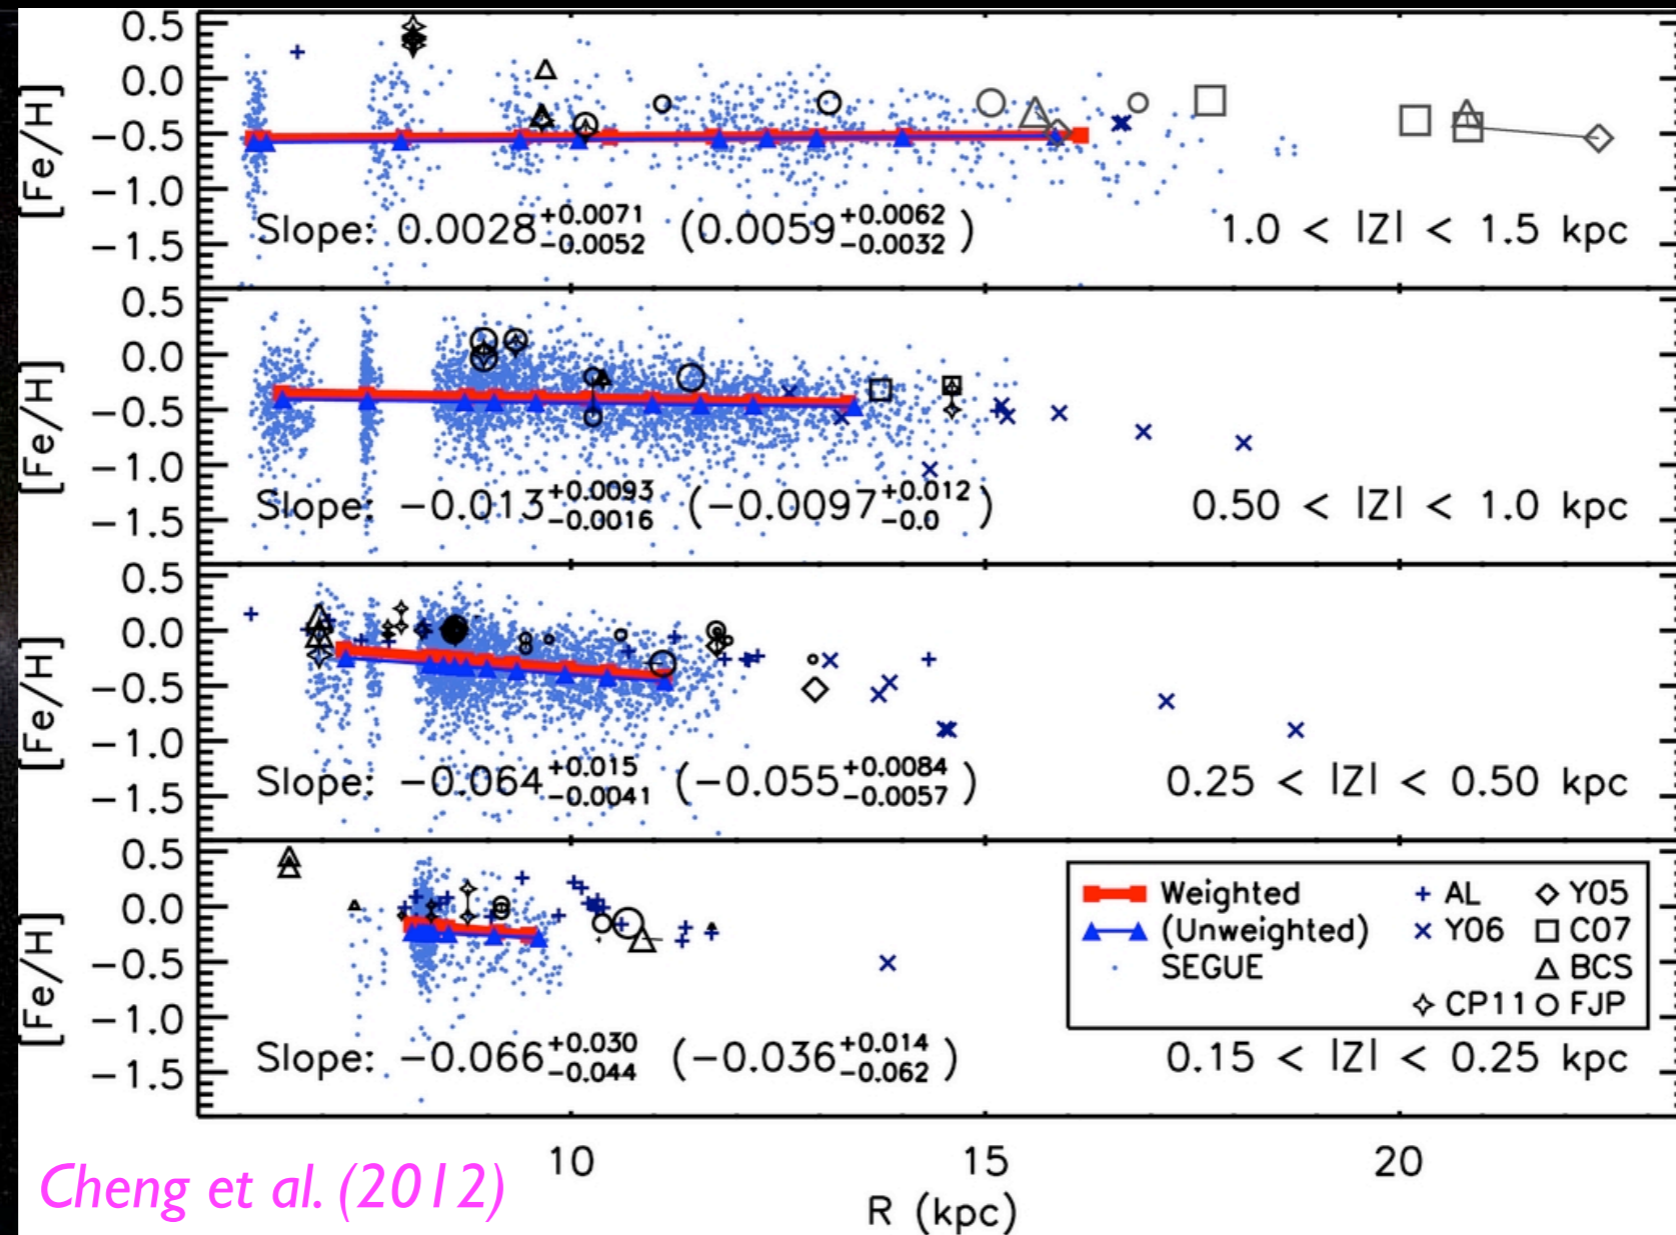 0.5
0.0
−0.5
−1.0
−1.5
[Fe/H]
Slope: 0.0028 +0.0071 −0.0052 (0.0059 +0.0062 −0.0032)
1.0 < |Z| < 1.5 kpc
0.5
0.0
−0.5
−1.0
−1.5
[Fe/H]
Slope: −0.013 +0.0093 −0.0016 (−0.0097 +0.012 −0.0)
0.50 < |Z| < 1.0 kpc
0.5
0.0
−0.5
−1.0
−1.5
[Fe/H]
Slope: −0.064 +0.015 −0.0041 (−0.055 +0.0084 −0.0057)
0.25 < |Z| < 0.50 kpc
0.5
0.0
−0.5
−1.0
−1.5
[Fe/H]
Weighted AL Y05
(Unweighted) Y06 C07
SEGUE BCS
CP11 FJP
Slope: −0.066 +0.030 −0.044 (−0.036 +0.014 −0.062)
0.15 < |Z| < 0.25 kpc
10 15 20
R (kpc)
Cheng et al. (2012)